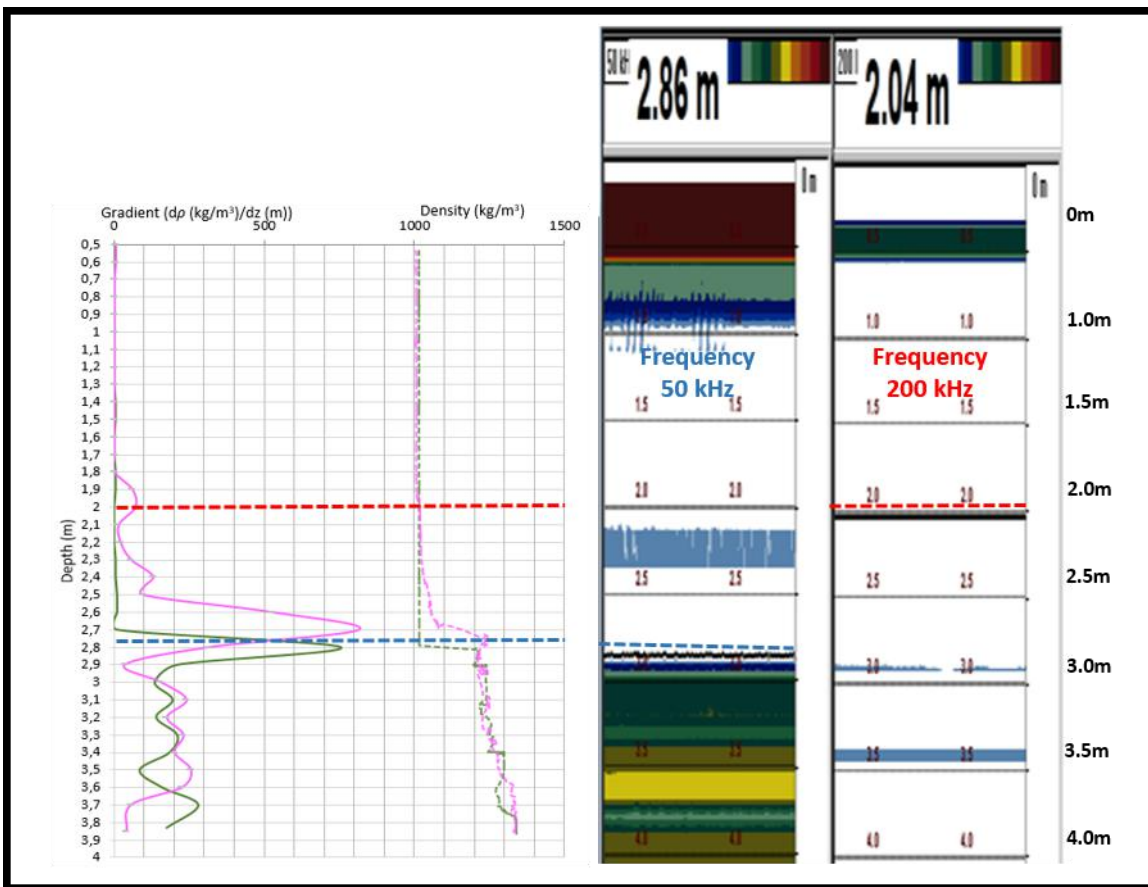 50 kH
2.86 m
200 l
2.04 m
0 m
0 m
0m
Gradient (dρ (kg/m³)/dz (m))
Density (kg/m³)
0
500
1000
1500
0,5
0,6
0,7
0,8
0,9
1
1,1
1,2
1,3
1,4
1,5
1,6
1,7
1,8
1,9
2
2,1
2,2
2,3
2,4
2,5
2,6
2,7
2,8
2,9
3
3,1
3,2
3,3
3,4
3,5
3,6
3,7
3,8
3,9
4
Depth (m)
Frequency
50 kHz
1.5 1.5
2.0 2.0
2.5 2.5
3.5 3.5
4.0 4.0
0.5 0.5
1.0 1.0
Frequency
200 kHz
1.5 1.5
2.0 2.0
2.5 2.5
3.0 3.0
3.5 3.5
4.0 4.0
1.0m
1.5m
2.0m
2.5m
3.0m
3.5m
4.0m